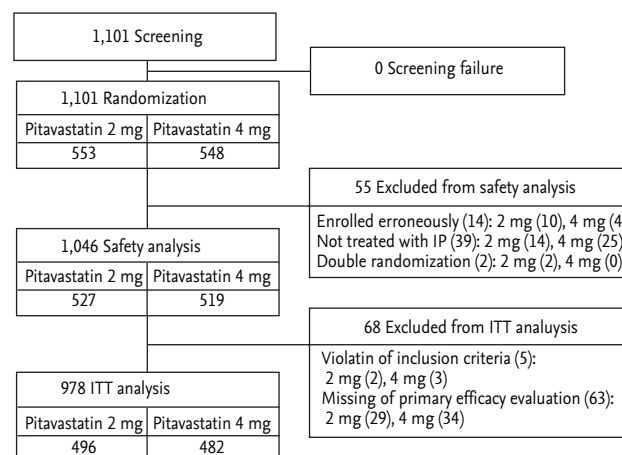 1,101 Screening
0 Screening failure
1,101 Randomization
Pitavastatin 2 mg Pitavastatin 4 mg
553 548
55 Excluded from safety analysis
Enrolled erroneously (14): 2 mg (10), 4 mg (4
Not treated with IP (39): 2 mg (14), 4 mg (25)
Double randomization (2): 2 mg (2), 4 mg (0)
1,046 Safety analysis
Pitavastatin 2 mg Pitavastatin 4 mg
527 519
68 Excluded from ITT analuysis
Violatin of inclusion criteria (5):
2 mg (2), 4 mg (3)
Missing of primary efficacy evaluation (63):
2 mg (29), 4 mg (34)
978 ITT analysis
Pitavastatin 2 mg Pitavastatin 4 mg
496 482